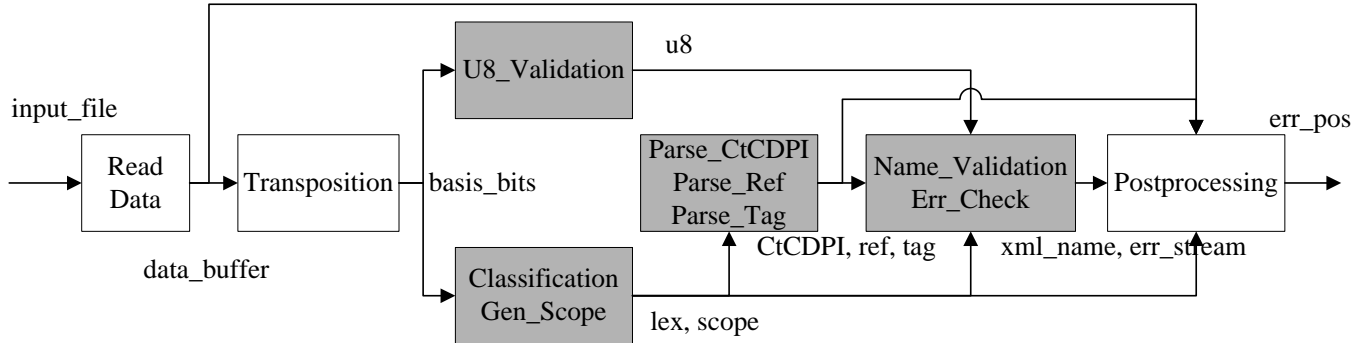 u8
U8_Validation
input_file
err_pos
Read
Data
Transposition
basis_bits
Parse_CtCDPI
Parse_Ref
Parse_Tag
Name_Validation
Err_Check
Postprocessing
CtCDPI, ref, tag
xml_name, err_stream
data_buffer
Classification
Gen_Scope
lex, scope